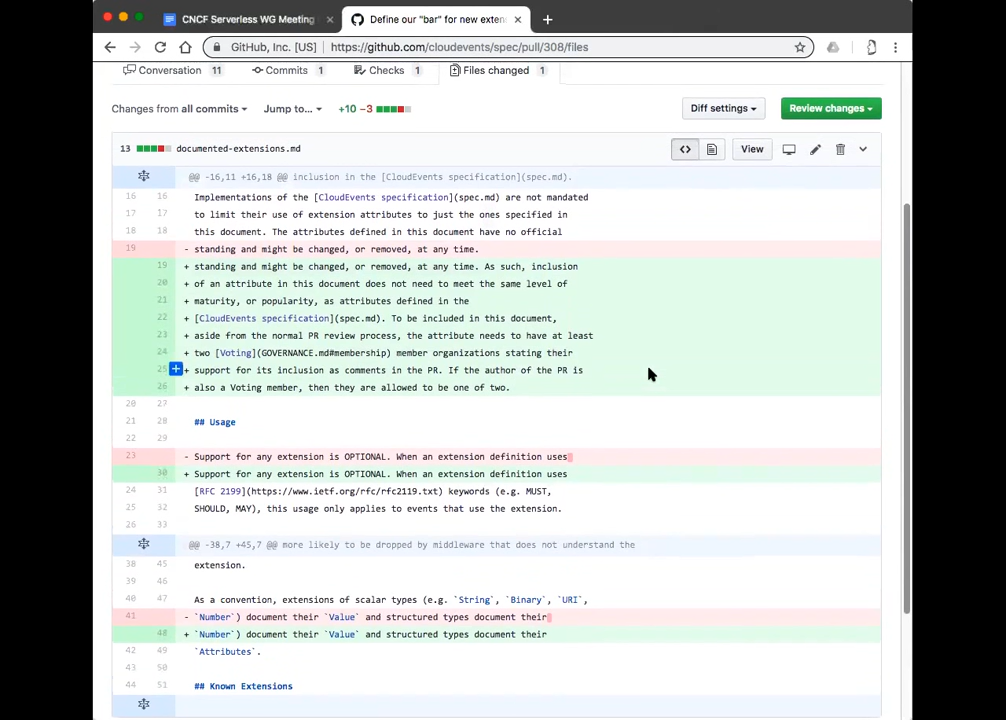 CNCF Serverless WG Meeting
Define our "bar" for new exten
GitHub, Inc. [US] https://github.com/cloudevents/spec/pull/308/files
Conversation 11 Commits 1 Checks 1 Files changed 1
Changes from all commits Jump to... +10 −3 Diff settings Review changes
13 documented-extensions.md View
@@ -16,11 +16,18 @@ inclusion in the [CloudEvents specification](spec.md).
16 16 Implementations of the [CloudEvents specification](spec.md) are not mandated
17 17 to limit their use of extension attributes to just the ones specified in
18 18 this document. The attributes defined in this document have no official
19 - standing and might be changed, or removed, at any time.
19 + standing and might be changed, or removed, at any time. As such, inclusion
20 + of an attribute in this document does not need to meet the same level of
21 + maturity, or popularity, as attributes defined in the
22 + [CloudEvents specification](spec.md). To be included in this document,
23 + aside from the normal PR review process, the attribute needs to have at least
24 + two [Voting](GOVERNANCE.md#membership) member organizations stating their
25 + support for its inclusion as comments in the PR. If the author of the PR is
26 + also a Voting member, then they are allowed to be one of two.
20 27
21 28 ## Usage
22 29
23 - Support for any extension is OPTIONAL. When an extension definition uses
30 + Support for any extension is OPTIONAL. When an extension definition uses
24 31 [RFC 2199](https://www.ietf.org/rfc/rfc2119.txt) keywords (e.g. MUST,
25 32 SHOULD, MAY), this usage only applies to events that use the extension.
26 33
@@ -38,7 +45,7 @@ more likely to be dropped by middleware that does not understand the
38 45 extension.
39 46
40 47 As a convention, extensions of scalar types (e.g. `String`, `Binary`, `URI`,
41 - `Number`) document their `Value` and structured types document their
48 + `Number`) document their `Value` and structured types document their
42 49 `Attributes`.
43 50
44 51 ## Known Extensions